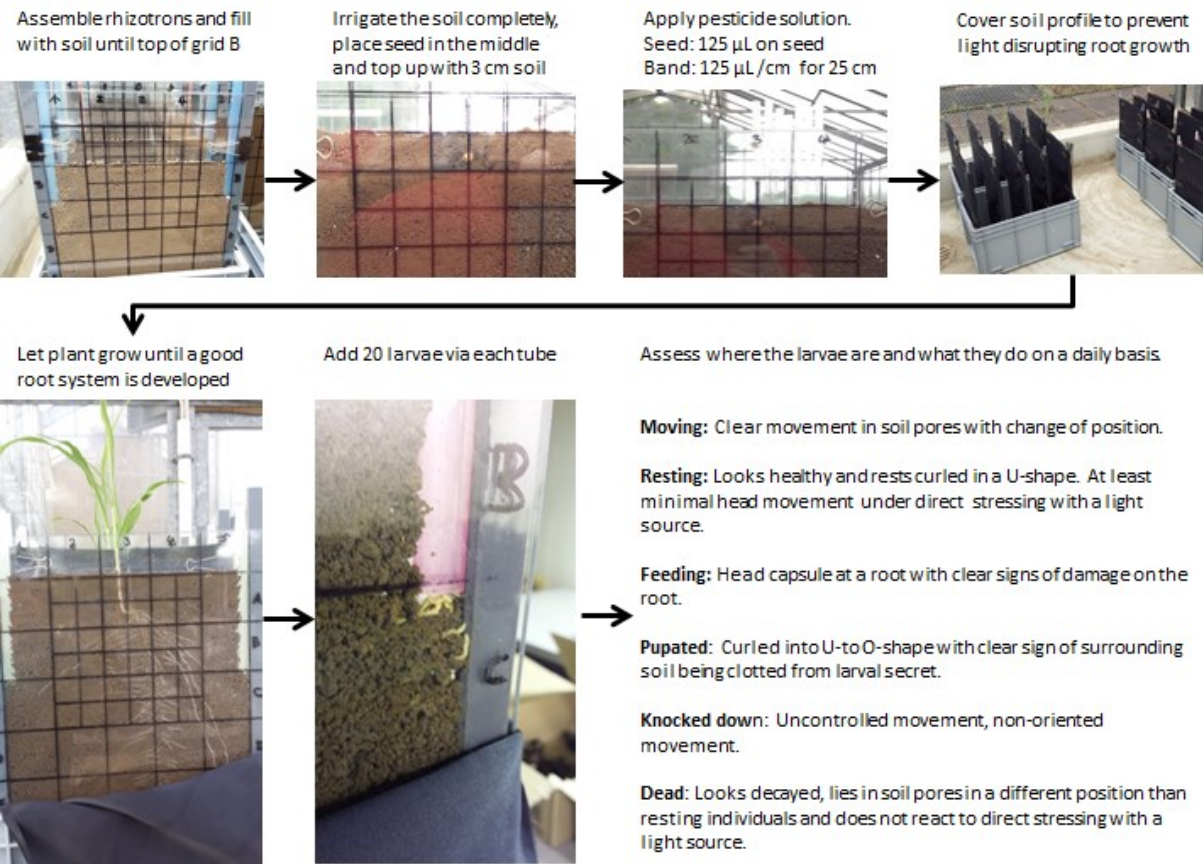 Assemble rhizotrons and fill
with soil until top of grid B
Irrigate the soil completely,
place seed in the middle
and top up with 3 cm soil
Apply pesticide solution.
Seed: 125 µL on seed
Band: 125 µL/cm for 25 cm
Cover soil profile to prevent
light disrupting root growth
Let plant grow until a good
root system is developed
Add 20 larvae via each tube
Assess where the larvae are and what they do on a daily basis.
Moving: Clear movement in soil pores with change of position.
Resting: Looks healthy and rests curled in a U-shape. At least
minimal head movement under direct stressing with a light
source.
Feeding: Head capsule at a root with clear signs of damage on the
root.
Pupated: Curled into U-to O-shape with clear sign of surrounding
soil being clotted from larval secret.
Knocked down: Uncontrolled movement, non-oriented
movement.
Dead: Looks decayed, lies in soil pores in a different position than
resting individuals and does not react to direct stressing with a
light source.
B
A
B
C